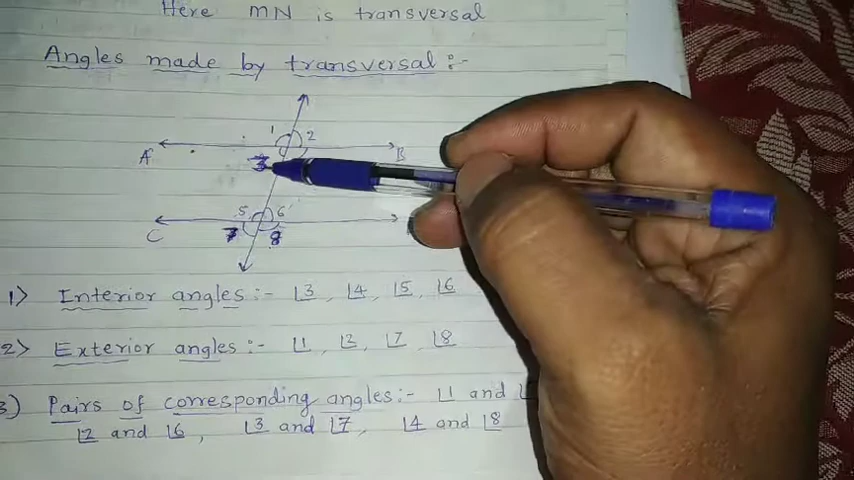 Here MN is transversal
Angles made by transversal :-
1 2
A B
3
5 6
C
7 8
1) Interior angles :- ∠3, ∠4, ∠5, ∠6
2) Exterior angles :- ∠1, ∠2, ∠7, ∠8
3) Pairs of corresponding angles :- ∠1 and
∠2 and ∠6, ∠3 and ∠7, ∠4 and ∠8